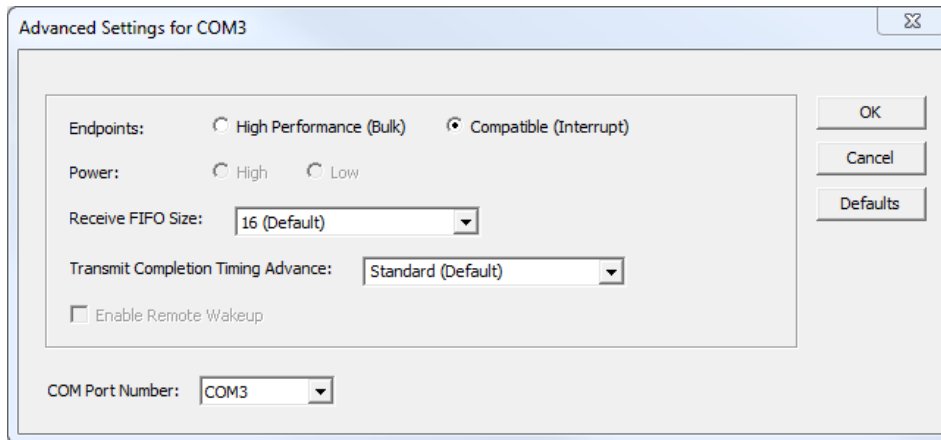 Advanced Settings for COM3
Endpoints: High Performance (Bulk) Compatible (Interrupt)
OK
Power: High Low
Cancel
Receive FIFO Size: 16 (Default)
Defaults
Transmit Completion Timing Advance: Standard (Default)
Enable Remote Wakeup
COM Port Number: COM3